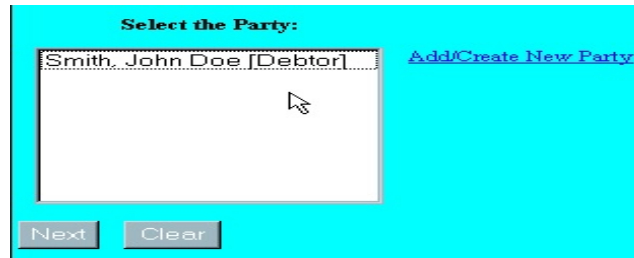 Select the Party:
Smith, John Doe [Debtor]
Add/Create New Party
Next
Clear